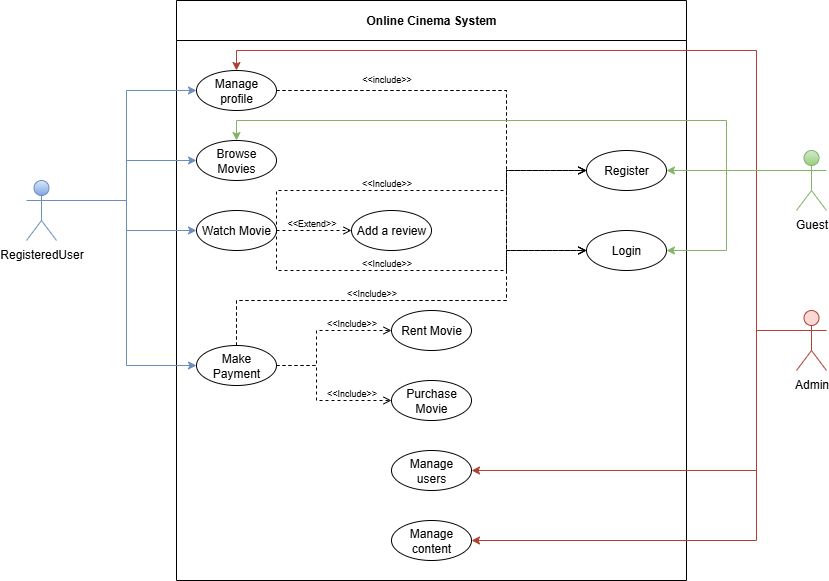 Online Cinema System
Manage
profile
<<include>>
Browse
Movies
Register
<<Include>>
Watch Movie
<<Extend>>
Add a review
Login
<<Include>>
<<Include>>
RegisteredUser
Guest
Make
Payment
<<Include>>
Rent Movie
<<Include>>
Purchase
Movie
Admin
Manage
users
Manage
content